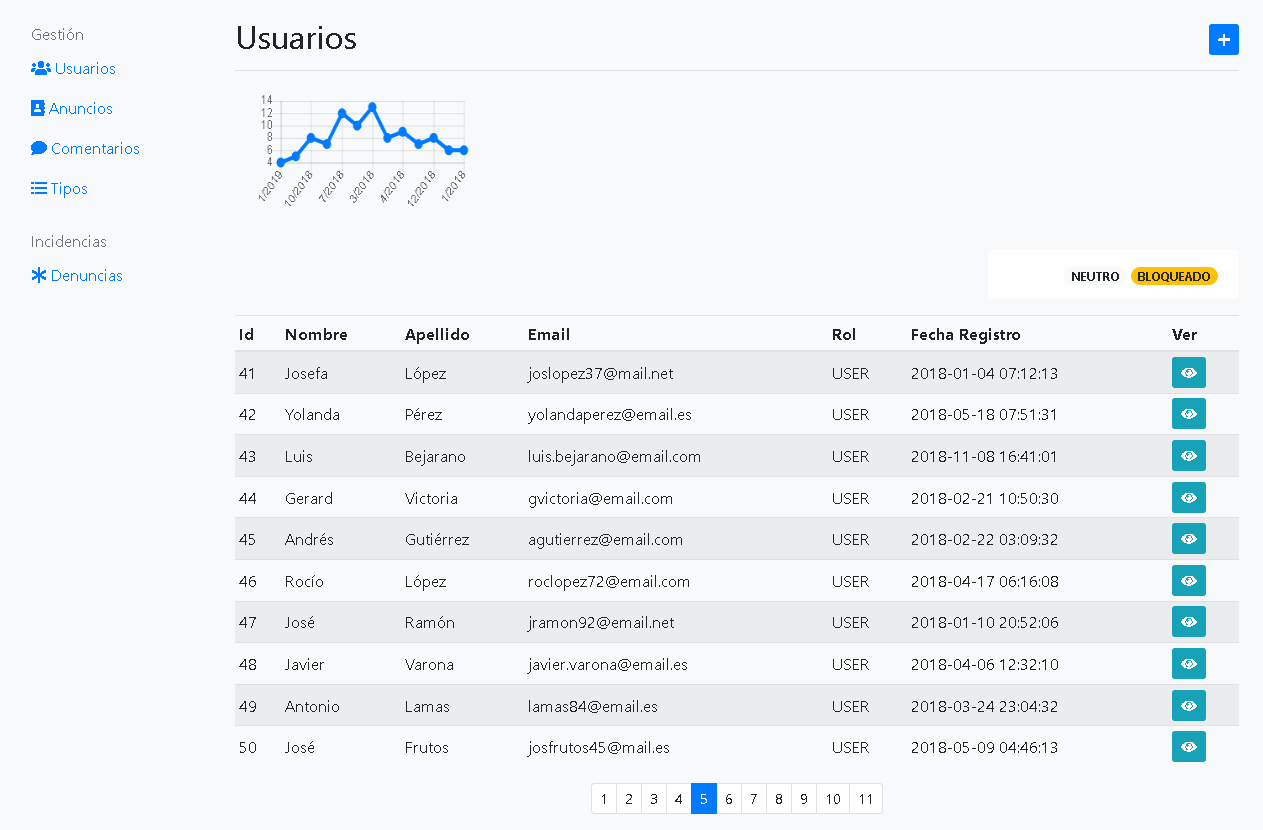 Gestión
Usuarios
Anuncios
Comentarios
Tipos
Incidencias
Denuncias
Usuarios
+
14
12
10
8
6
4
1/2019 10/2018 7/2018 3/2018 4/2018 12/2018 1/2018
NEUTRO BLOQUEADO
Id Nombre Apellido Email Rol Fecha Registro Ver
41 Josefa López joslopez37@mail.net USER 2018-01-04 07:12:13
42 Yolanda Pérez yolandaperez@email.es USER 2018-05-18 07:51:31
43 Luis Bejarano luis.bejarano@email.com USER 2018-11-08 16:41:01
44 Gerard Victoria gvictoria@email.com USER 2018-02-21 10:50:30
45 Andrés Gutiérrez agutierrez@email.com USER 2018-02-22 03:09:32
46 Rocío López roclopez72@email.com USER 2018-04-17 06:16:08
47 José Ramón jramon92@email.net USER 2018-01-10 20:52:06
48 Javier Varona javier.varona@email.es USER 2018-04-06 12:32:10
49 Antonio Lamas lamas84@email.es USER 2018-03-24 23:04:32
50 José Frutos josfrutos45@mail.es USER 2018-05-09 04:46:13
1 2 3 4 5 6 7 8 9 10 11